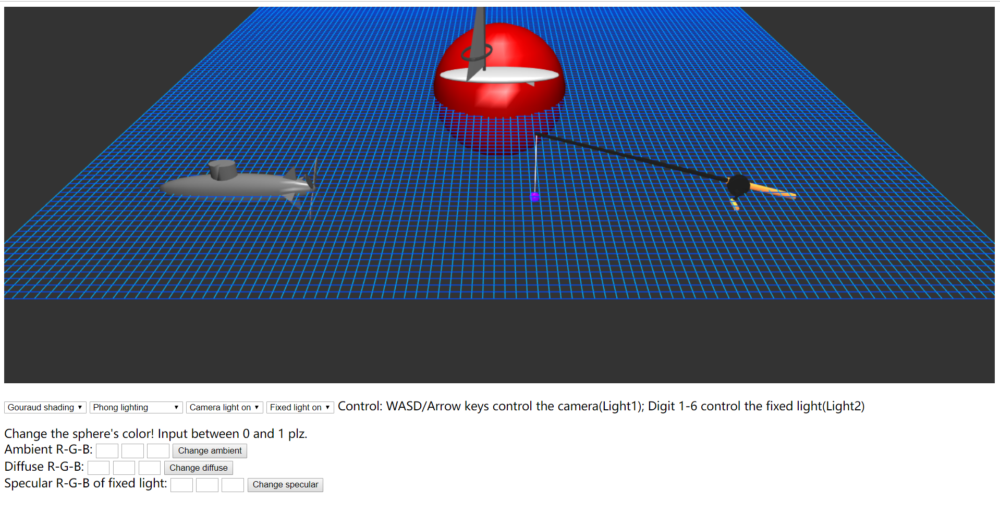 Gouraud shading Phong lighting Camera light on Fixed light on Control: WASD/Arrow keys control the camera(Light1); Digit 1-6 control the fixed light(Light2)
Change the sphere's color! Input between 0 and 1 plz.
Ambient R-G-B: Change ambient
Diffuse R-G-B: Change diffuse
Specular R-G-B of fixed light: Change specular